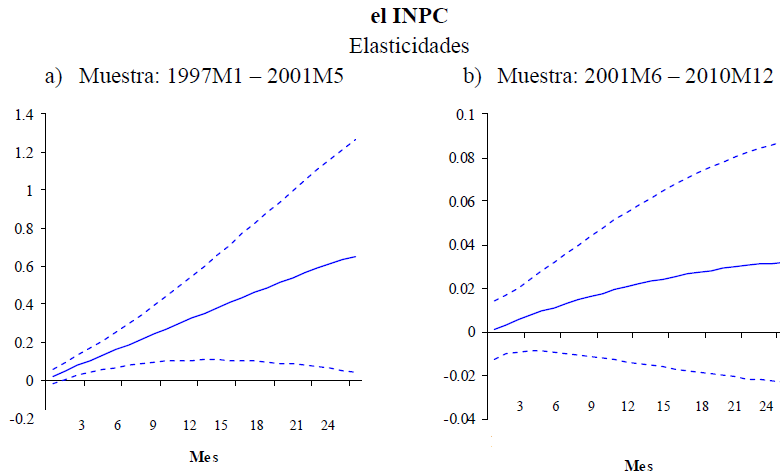 el INPC
Elasticidades
a) Muestra: 1997M1 – 2001M5
1.4
1.2
1
0.8
0.6
0.4
0.2
0
-0.2
3 6 9 12 15 18 21 24
Mes
b) Muestra: 2001M6 – 2010M12
0.1
0.08
0.06
0.04
0.02
0
-0.02
-0.04
3 6 9 12 15 18 21 24
Mes